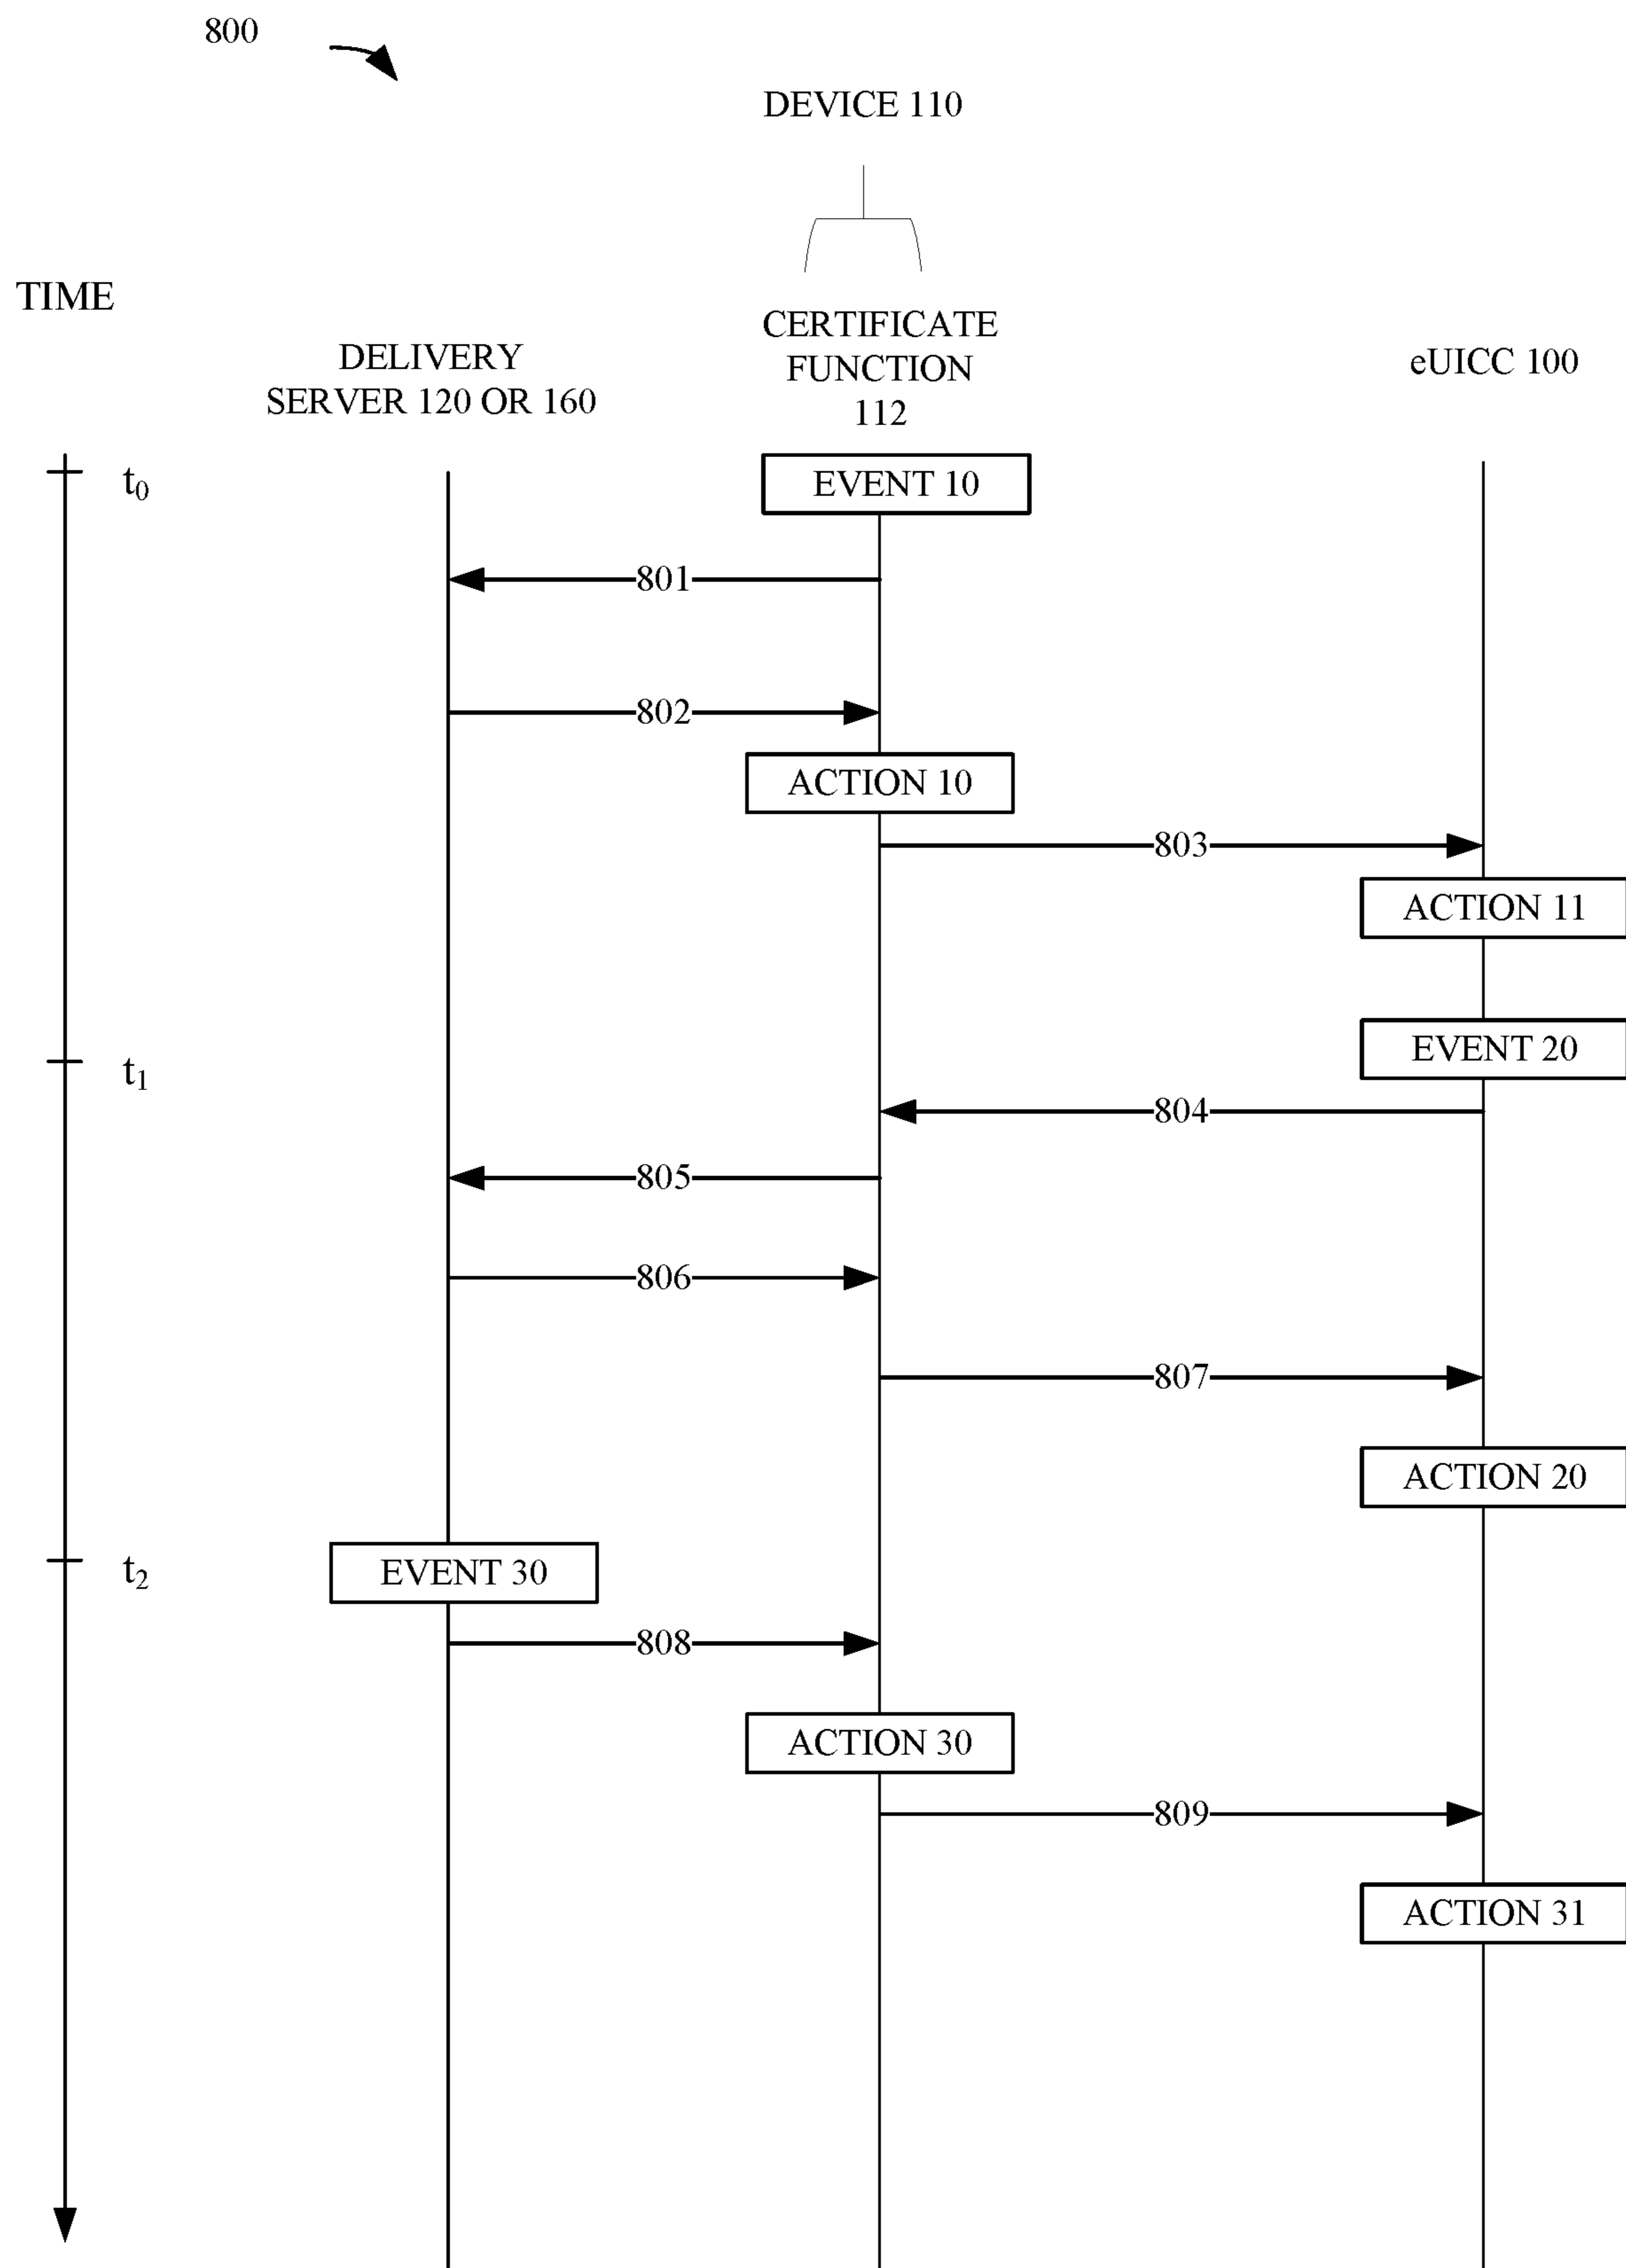 800
DEVICE 110
TIME
DELIVERY
SERVER 120 OR 160
CERTIFICATE
FUNCTION
112
eUICC 100
t0
EVENT 10
801
802
ACTION 10
803
ACTION 11
EVENT 20
t1
804
805
806
807
ACTION 20
t2
EVENT 30
808
ACTION 30
809
ACTION 31